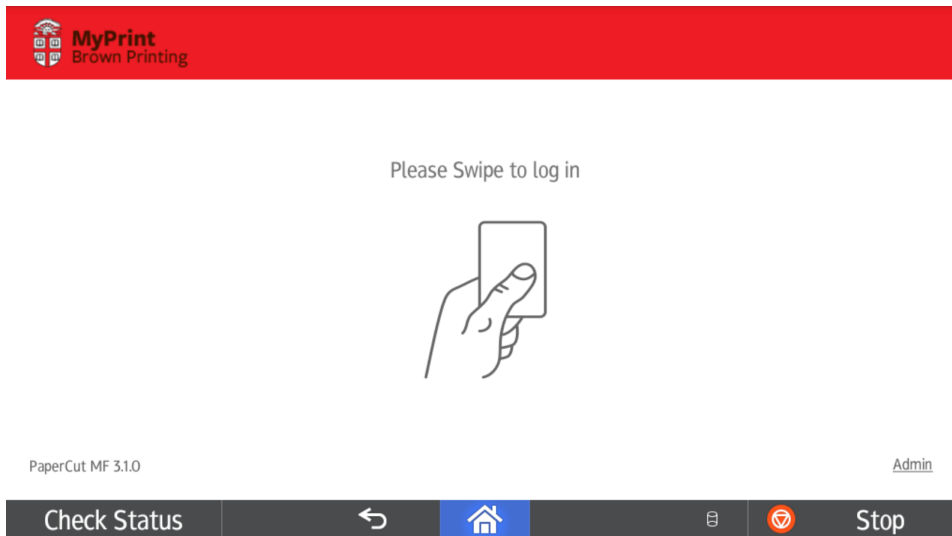 MyPrint
Brown Printing
Please Swipe to log in
PaperCut MF 3.1.0
Admin
Check Status
Stop